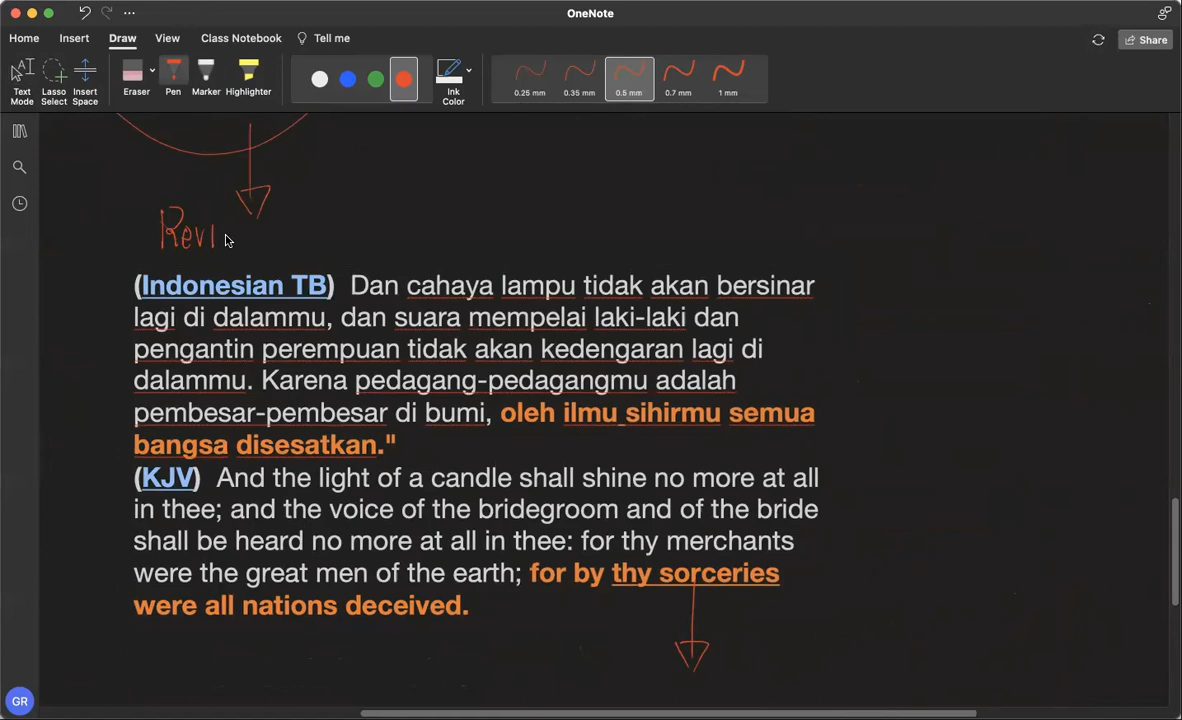 OneNote
Home Insert Draw View Class Notebook Tell me
Share
Text Mode
Lasso Select
Insert Space
Eraser
Pen
Marker
Highlighter
Ink Color
0.25 mm
0.35 mm
0.5 mm
0.7 mm
1 mm
Revi
(Indonesian TB) Dan cahaya lampu tidak akan bersinar
lagi di dalammu, dan suara mempelai laki-laki dan
pengantin perempuan tidak akan kedengaran lagi di
dalammu. Karena pedagang-pedagangmu adalah
pembesar-pembesar di bumi, oleh ilmu sihirmu semua
bangsa disesatkan."
(KJV) And the light of a candle shall shine no more at all
in thee; and the voice of the bridegroom and of the bride
shall be heard no more at all in thee: for thy merchants
were the great men of the earth; for by thy sorceries
were all nations deceived.
GR